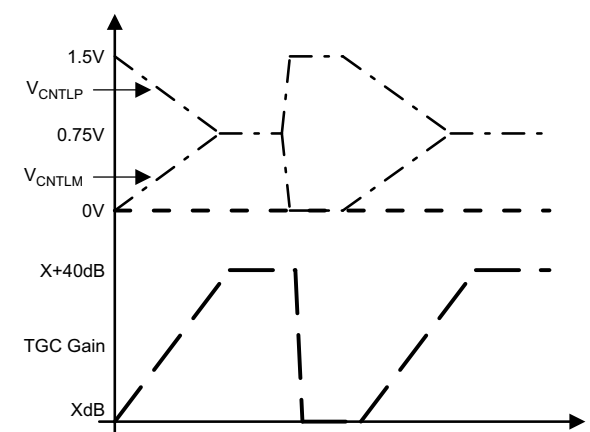 1.5V
VCNTLP
0.75V
VCNTLM
0V
X+40dB
TGC Gain
XdB